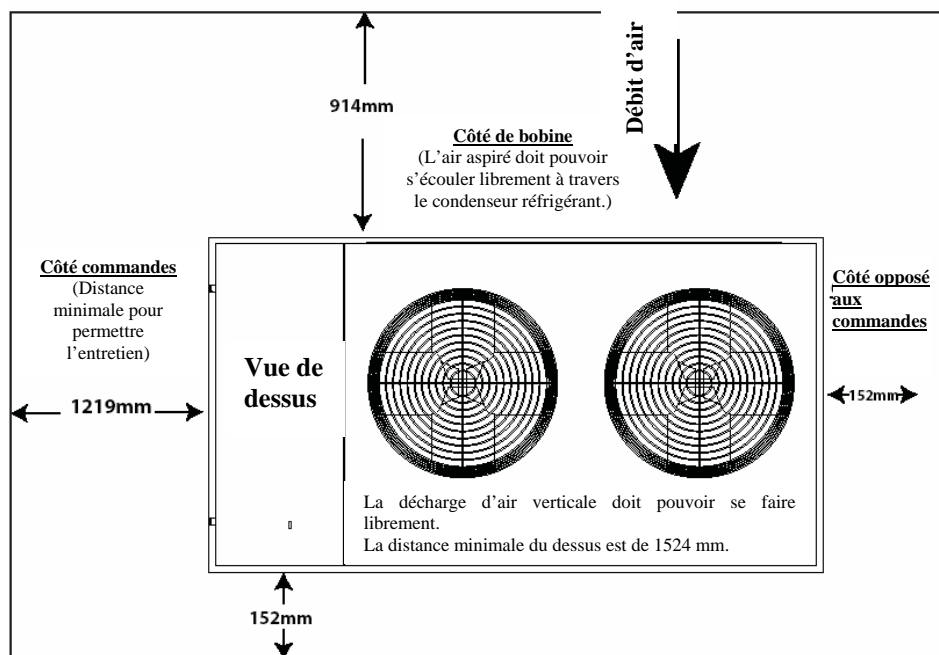 914mm
Débit d’air
Côté de bobine
(L’air aspiré doit pouvoir
s’écouler librement à travers
le condenseur réfrigérant.)
Côté commandes
(Distance
minimale pour
permettre
l’entretien)
1219mm
Vue de
dessus
Côté opposé
aux
commandes
152mm
La décharge d’air verticale doit pouvoir se faire
librement.
La distance minimale du dessus est de 1524 mm.
152mm